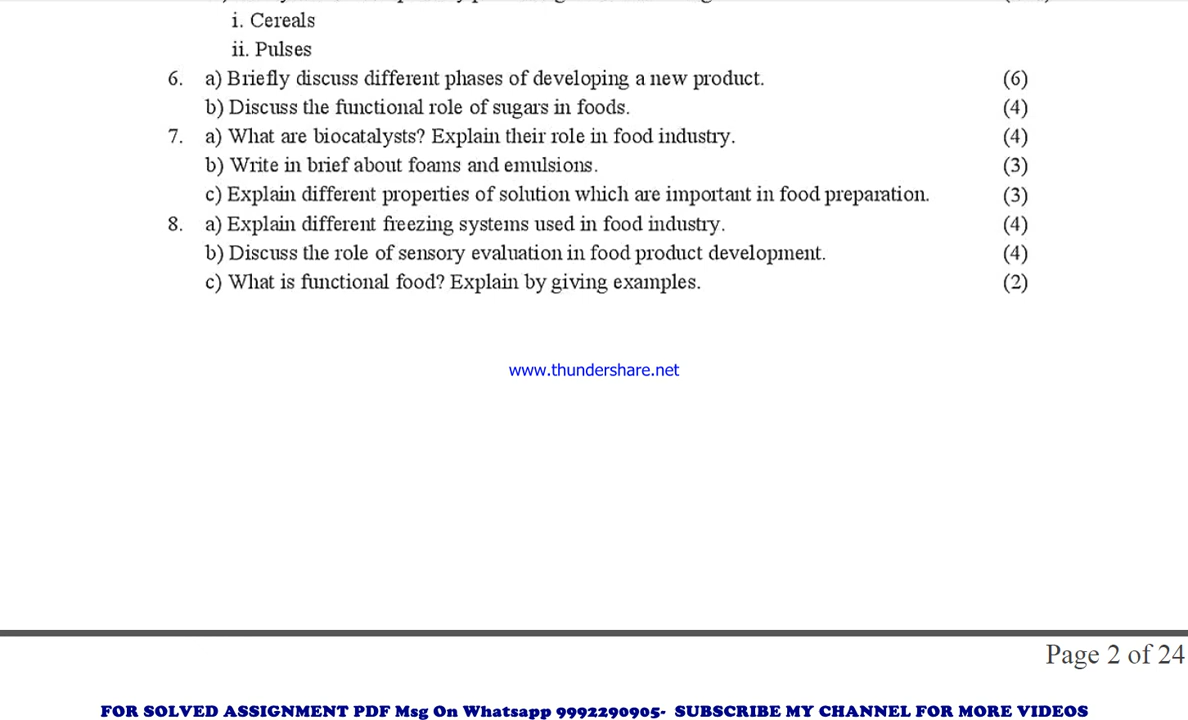 i. Cereals
ii. Pulses
6. a) Briefly discuss different phases of developing a new product. (6)
b) Discuss the functional role of sugars in foods. (4)
7. a) What are biocatalysts? Explain their role in food industry. (4)
b) Write in brief about foams and emulsions. (3)
c) Explain different properties of solution which are important in food preparation. (3)
8. a) Explain different freezing systems used in food industry. (4)
b) Discuss the role of sensory evaluation in food product development. (4)
c) What is functional food? Explain by giving examples. (2)
www.thundershare.net
Page 2 of 24
FOR SOLVED ASSIGNMENT PDF Msg On Whatsapp 9992290905- SUBSCRIBE MY CHANNEL FOR MORE VIDEOS